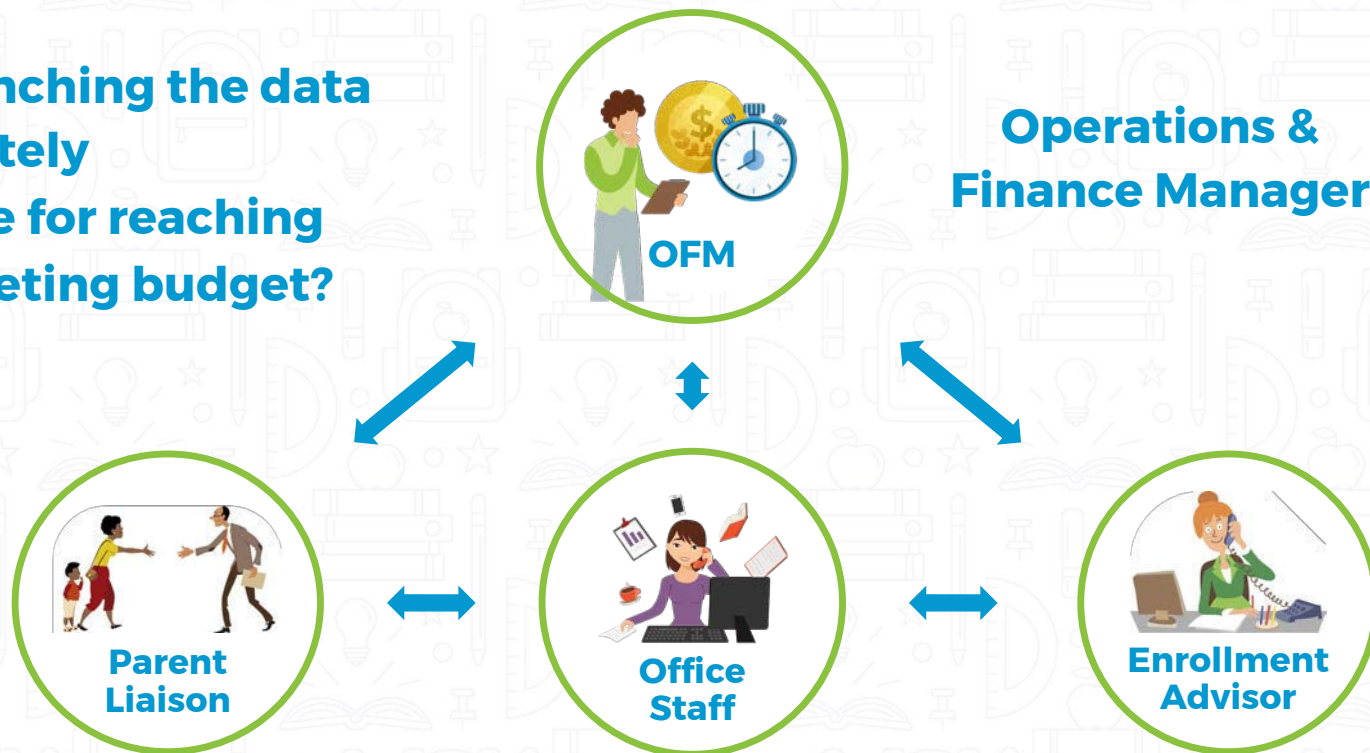 nching the data
tely
e for reaching
eting budget?
Operations &
Finance Manager
OFM
Parent
Liaison
Office
Staff
Enrollment
Advisor